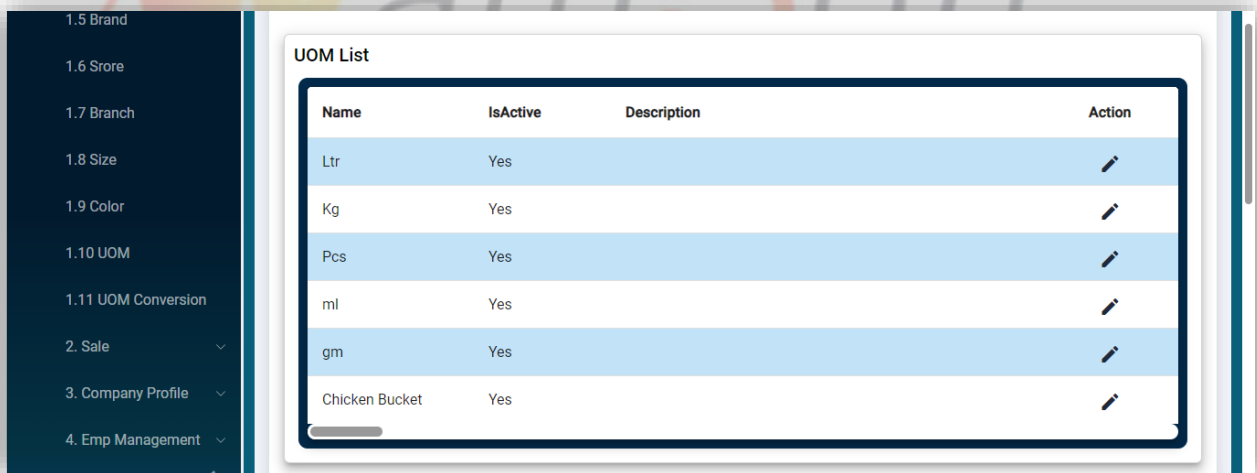 1.5 Brand
1.6 Srore
1.7 Branch
1.8 Size
1.9 Color
1.10 UOM
1.11 UOM Conversion
2. Sale
3. Company Profile
4. Emp Management
UOM List
Name IsActive Description Action
Ltr Yes
Kg Yes
Pcs Yes
ml Yes
gm Yes
Chicken Bucket Yes